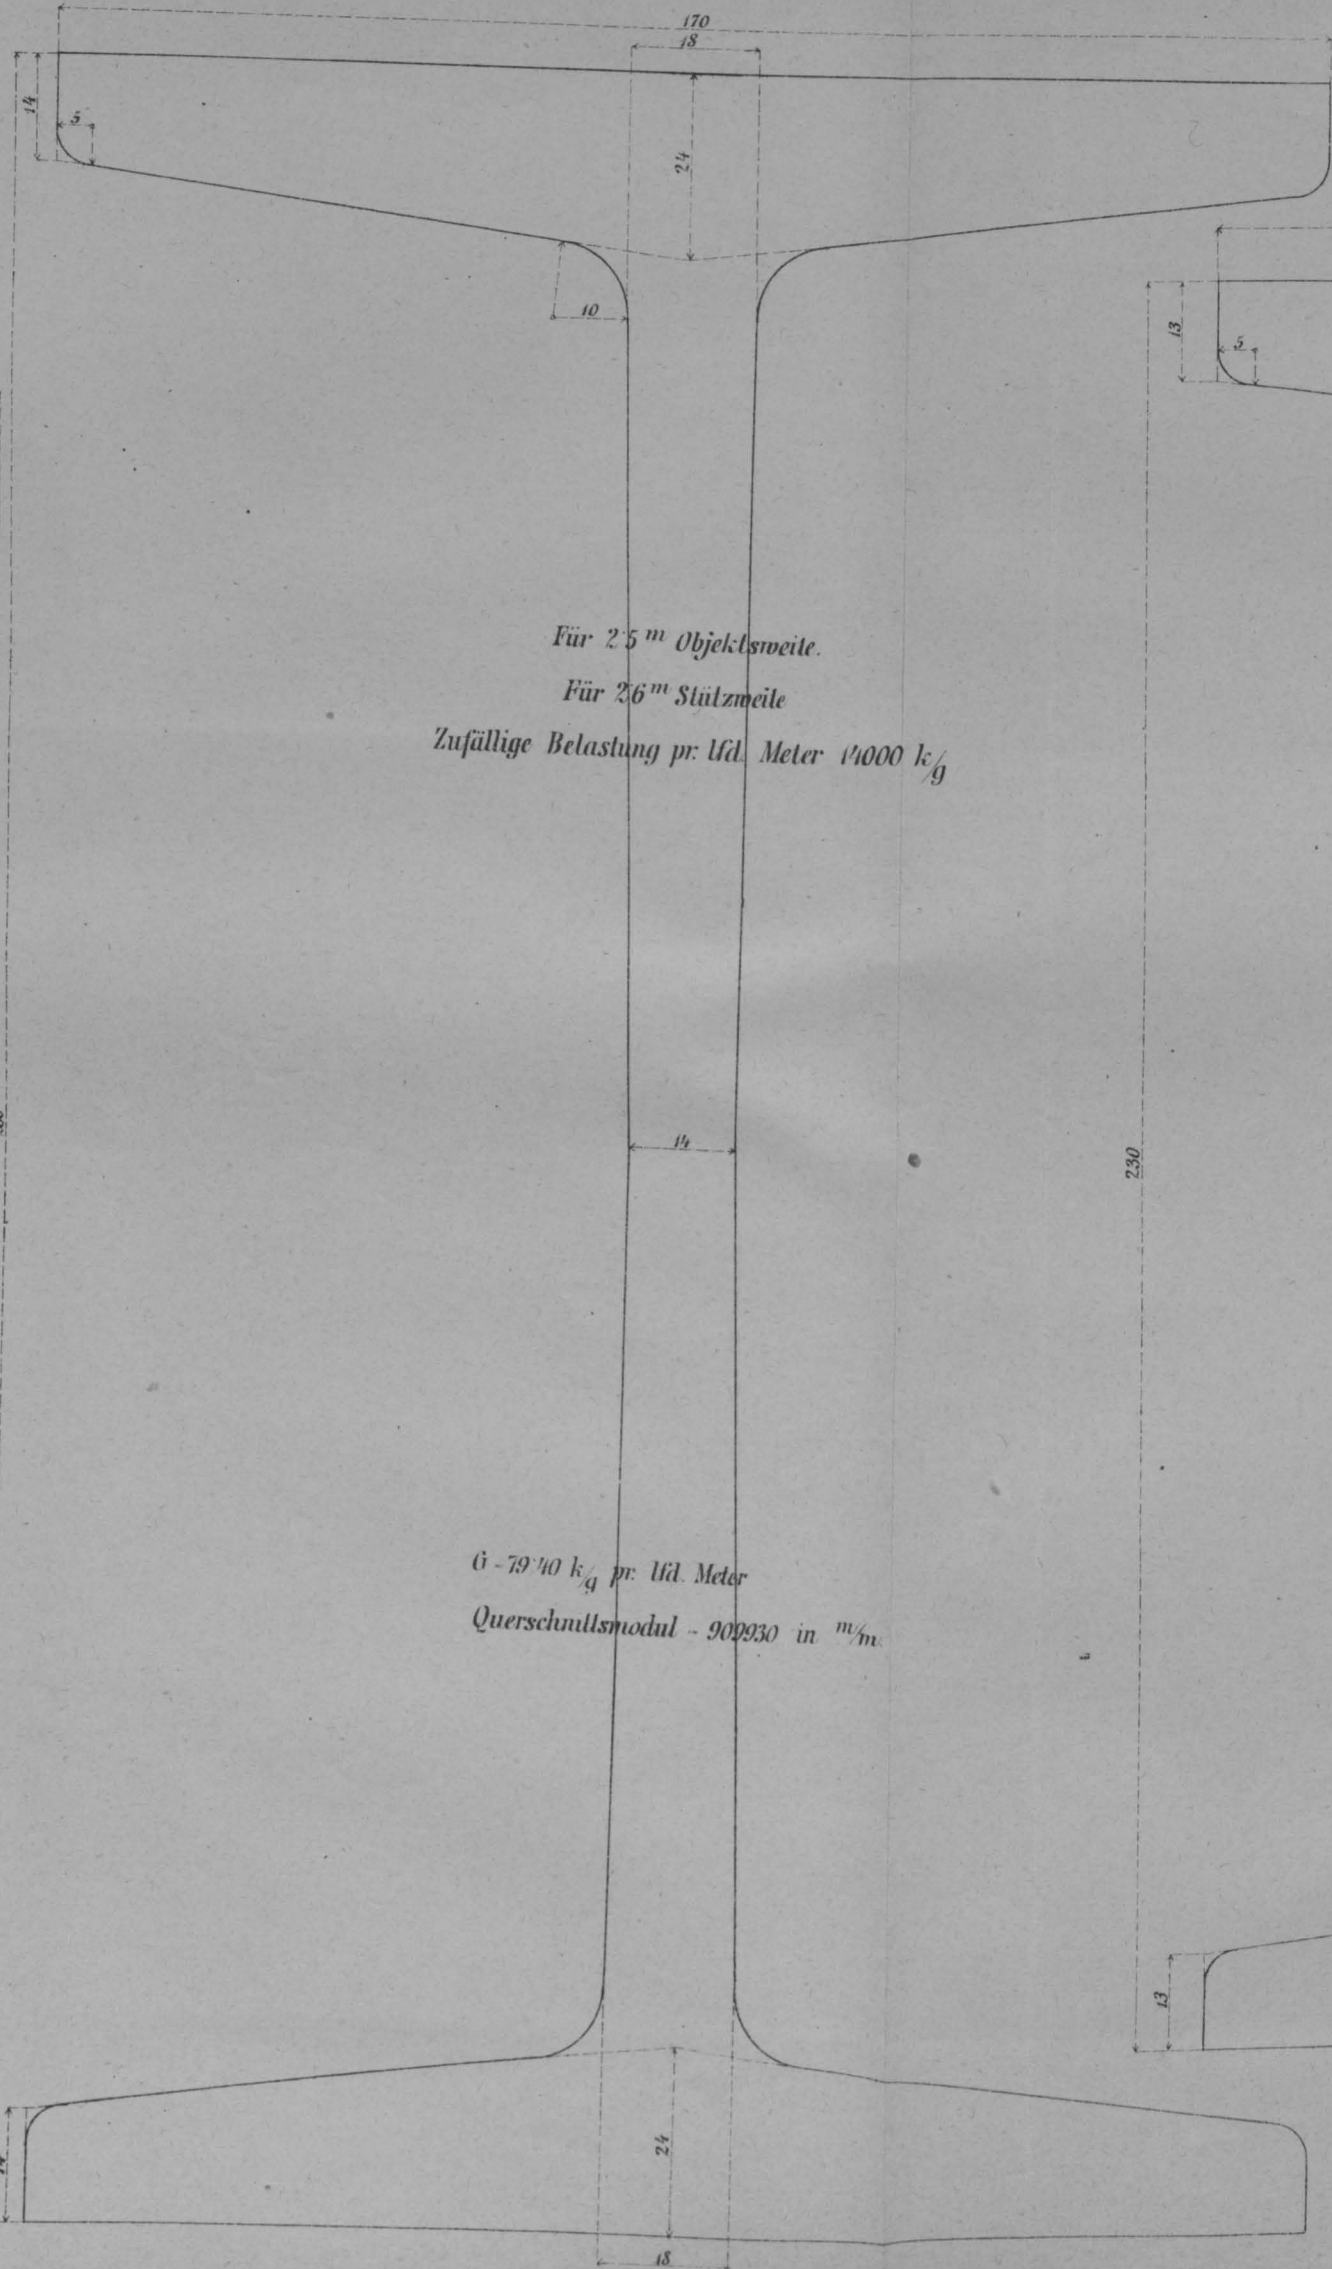 170
18
14
5
24
10
13
5
Für 2·5 m Objektsweite.
Für 2·6 m Stützweite
Zufällige Belastung pr. lfd. Meter 14000 k/g
14
230
G - 79·40 k/g pr. lfd. Meter
Querschnittsmodul - 909930 in m/m
13
24
14
18